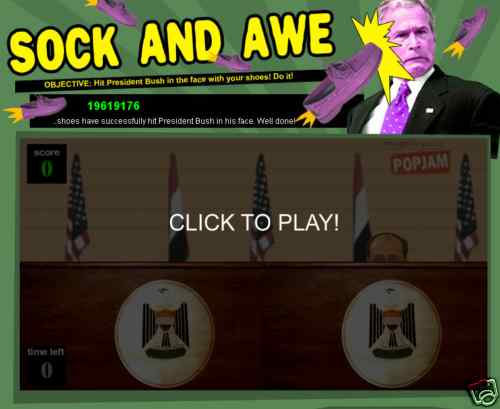 SOCK AND AWE
OBJECTIVE: Hit President Bush in the face with your shoes! Do it!
19619176
...shoes have successfully hit President Bush in his face. Well done!
score
0
POPJAM
CLICK TO PLAY!
time left
0